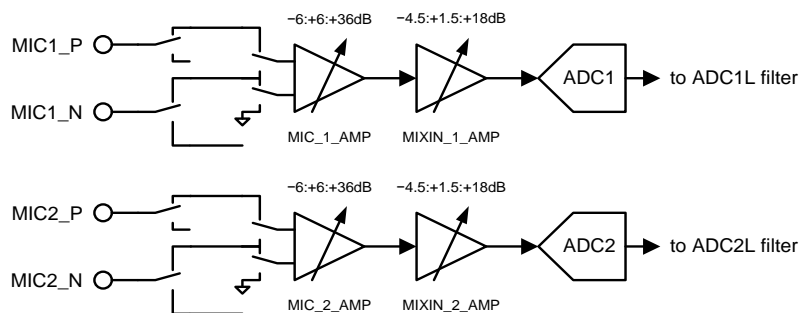 −6:+6:+36dB −4.5:+1.5:+18dB
MIC1_P
ADC1 to ADC1L filter
MIC1_N
MIC_1_AMP MIXIN_1_AMP
−6:+6:+36dB −4.5:+1.5:+18dB
MIC2_P
ADC2 to ADC2L filter
MIC2_N
MIC_2_AMP MIXIN_2_AMP